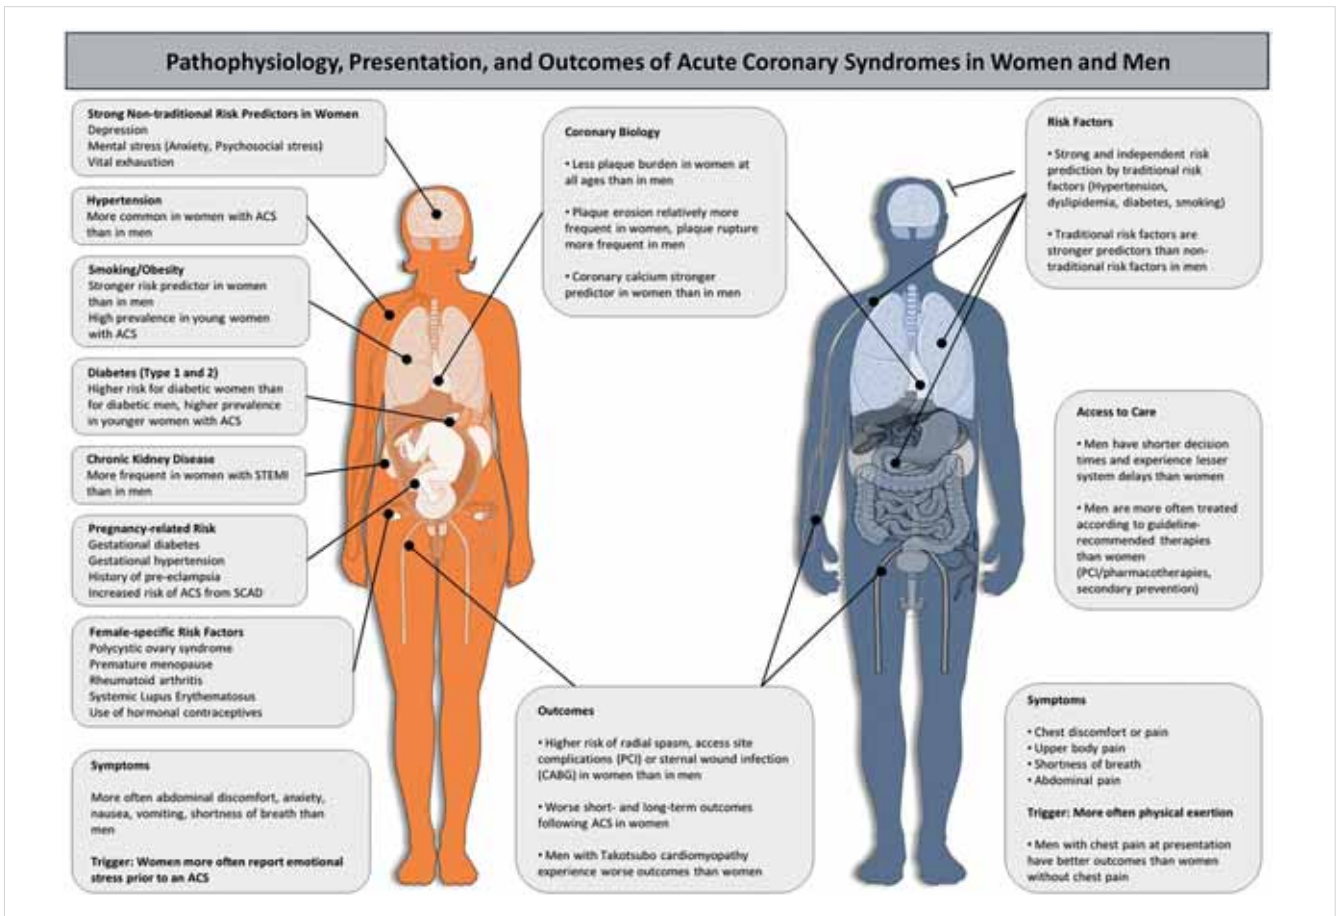 Pathophysiology, Presentation, and Outcomes of Acute Coronary Syndromes in Women and Men
Strong Non-traditional Risk Predictors in Women
Depression
Mental stress (Anxiety, Psychosocial stress)
Vital exhaustion
Hypertension
More common in women with ACS
than in men
Smoking/Obesity
Stronger risk predictor in women
than in men
High prevalence in young women
with ACS
Diabetes (Type 1 and 2)
Higher risk for diabetic women than
for diabetic men, higher prevalence
in younger women with ACS
Chronic Kidney Disease
More frequent in women with STEMI
than in men
Pregnancy-related Risk
Gestational diabetes
Gestational hypertension
History of pre-eclampsia
Increased risk of ACS from SCAD
Female-specific Risk Factors
Polycystic ovary syndrome
Premature menopause
Rheumatoid arthritis
Systemic Lupus Erythematosus
Use of hormonal contraceptives
Symptoms
More often abdominal discomfort, anxiety,
nausea, vomiting, shortness of breath than
men
Trigger: Women more often report emotional
stress prior to an ACS
Coronary Biology
• Less plaque burden in women at
all ages than in men
• Plaque erosion relatively more
frequent in women, plaque rupture
more frequent in men
• Coronary calcium stronger
predictor in women than in men
Outcomes
• Higher risk of radial spasm, access site
complications (PCI) or sternal wound infection
(CABG) in women than in men
• Worse short- and long-term outcomes
following ACS in women
• Men with Takotsubo cardiomyopathy
experience worse outcomes than women
Risk Factors
• Strong and independent risk
prediction by traditional risk
factors (Hypertension,
dyslipidemia, diabetes, smoking)
• Traditional risk factors are
stronger predictors than non-
traditional risk factors in men
Access to Care
• Men have shorter decision
times and experience lesser
system delays than women
• Men are more often treated
according to guideline-
recommended therapies
than women
(PCI/pharmacotherapies,
secondary prevention)
Symptoms
• Chest discomfort or pain
• Upper body pain
• Shortness of breath
• Abdominal pain
Trigger: More often physical exertion
• Men with chest pain at presentation
have better outcomes than women
without chest pain